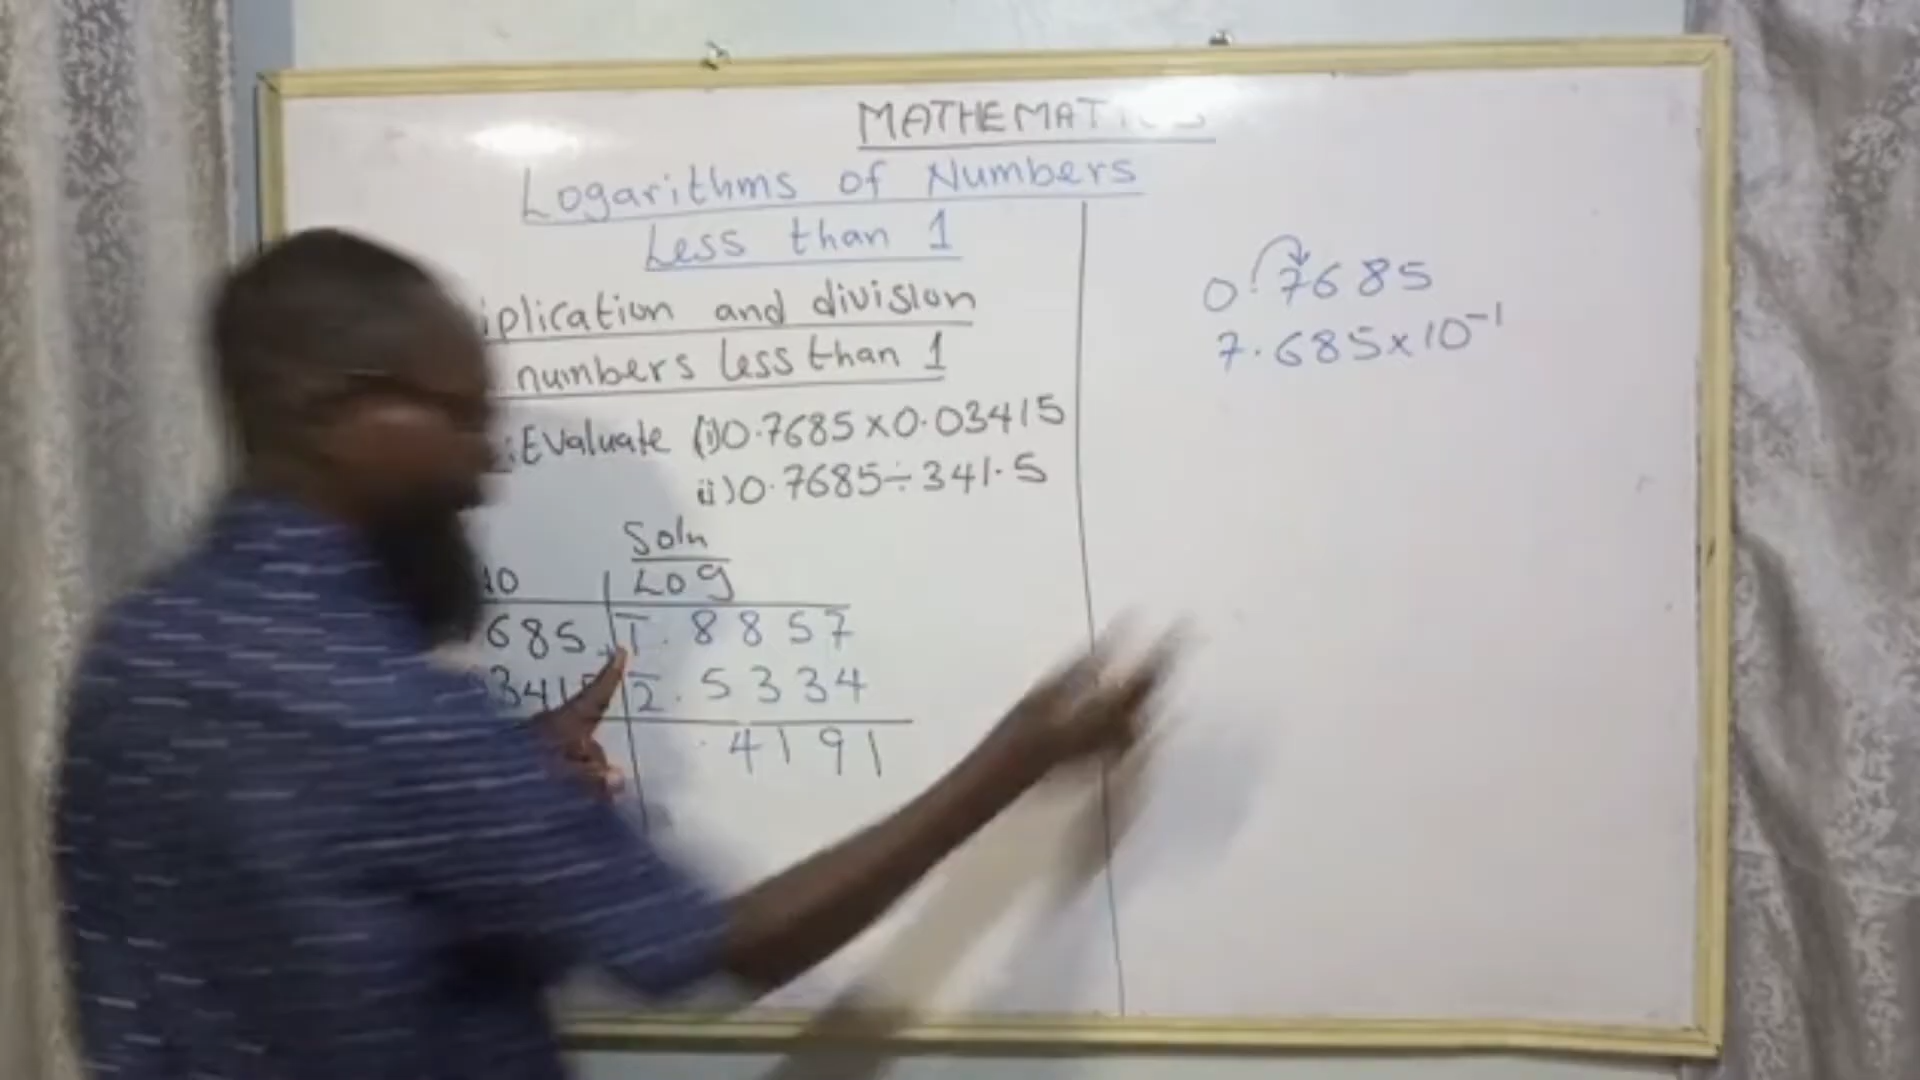 MATHEMAT
Logarithms of Numbers
Less than 1
iplication and division
numbers less than 1
:Evaluate (i)0.7685×0.03415
ii)0.7685÷341.5
Soln
NO Log
685 1̅.8857
3415 2̅.5334
.4191
0.7685
7.685×10⁻¹